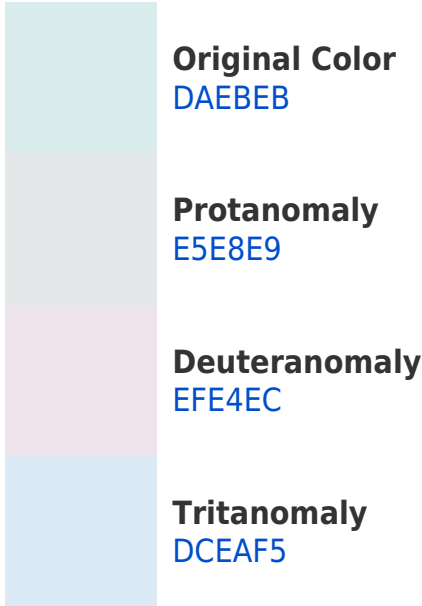 Original Color
DAEBEB
Protanomaly
E5E8E9
Deuteranomaly
EFE4EC
Tritanomaly
DCEAF5